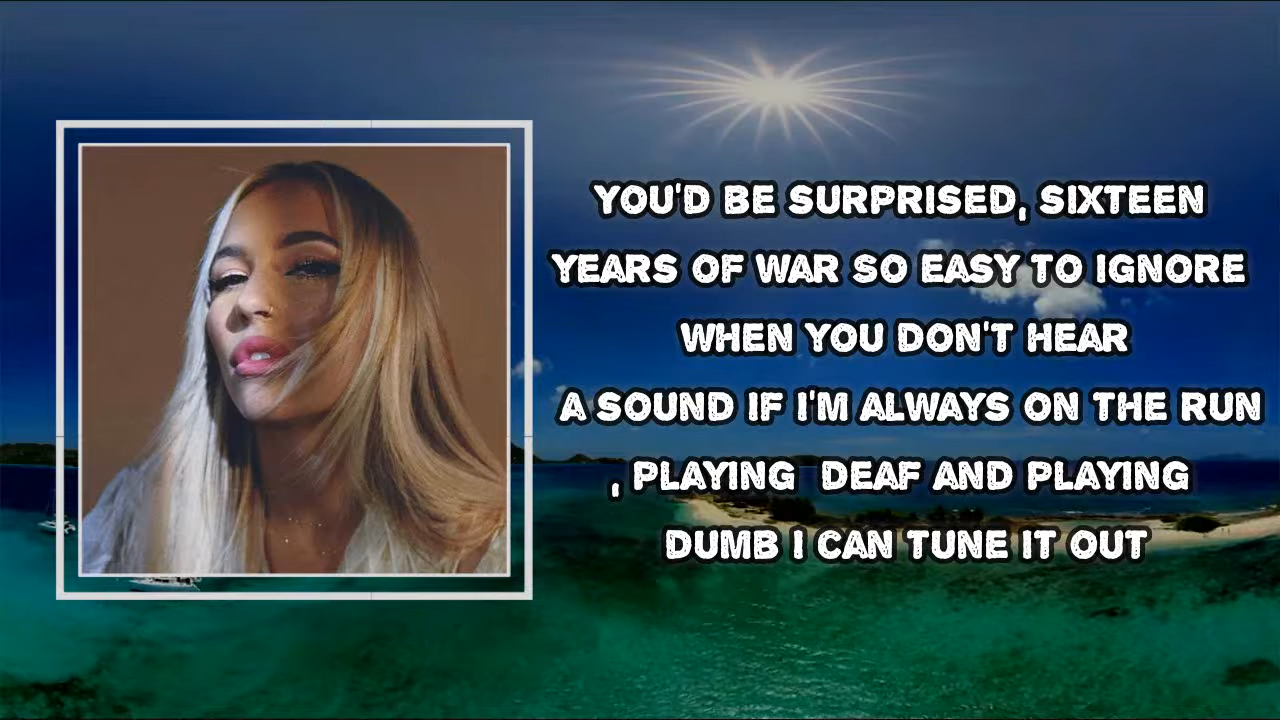 YOU'D BE SURPRISED, SIXTEEN
YEARS OF WAR SO EASY TO IGNORE
WHEN YOU DON'T HEAR
A SOUND IF I'M ALWAYS ON THE RUN
, PLAYING  DEAF AND PLAYING
DUMB I CAN TUNE IT OUT